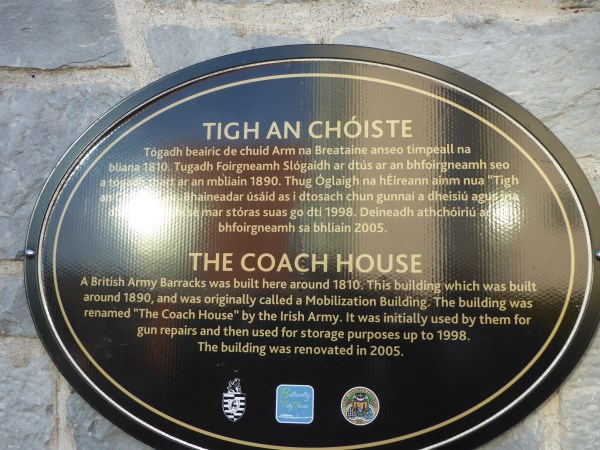 TIGH AN CHÓISTE
Tógadh beairic de chuid Arm na Breataine anseo timpeall na
bliana 1810. Tugadh Foirgneamh Slógaidh ar dtús ar an bhfoirgneamh seo
a tógadh ar an mbliain 1890. Thug Óglaigh na hÉireann ainm nua "Tigh
an Bhaineadar úsáid as i dtosach chun gunnaí a dheisiú agus ina
mar stóras suas go dtí 1998. Deineadh athchóiriú ar
bhfoirgneamh sa bhliain 2005.
THE COACH HOUSE
A British Army Barracks was built here around 1810. This building which was built
around 1890, and was originally called a Mobilization Building. The building was
renamed "The Coach House" by the Irish Army. It was initially used by them for
gun repairs and then used for storage purposes up to 1998.
The building was renovated in 2005.